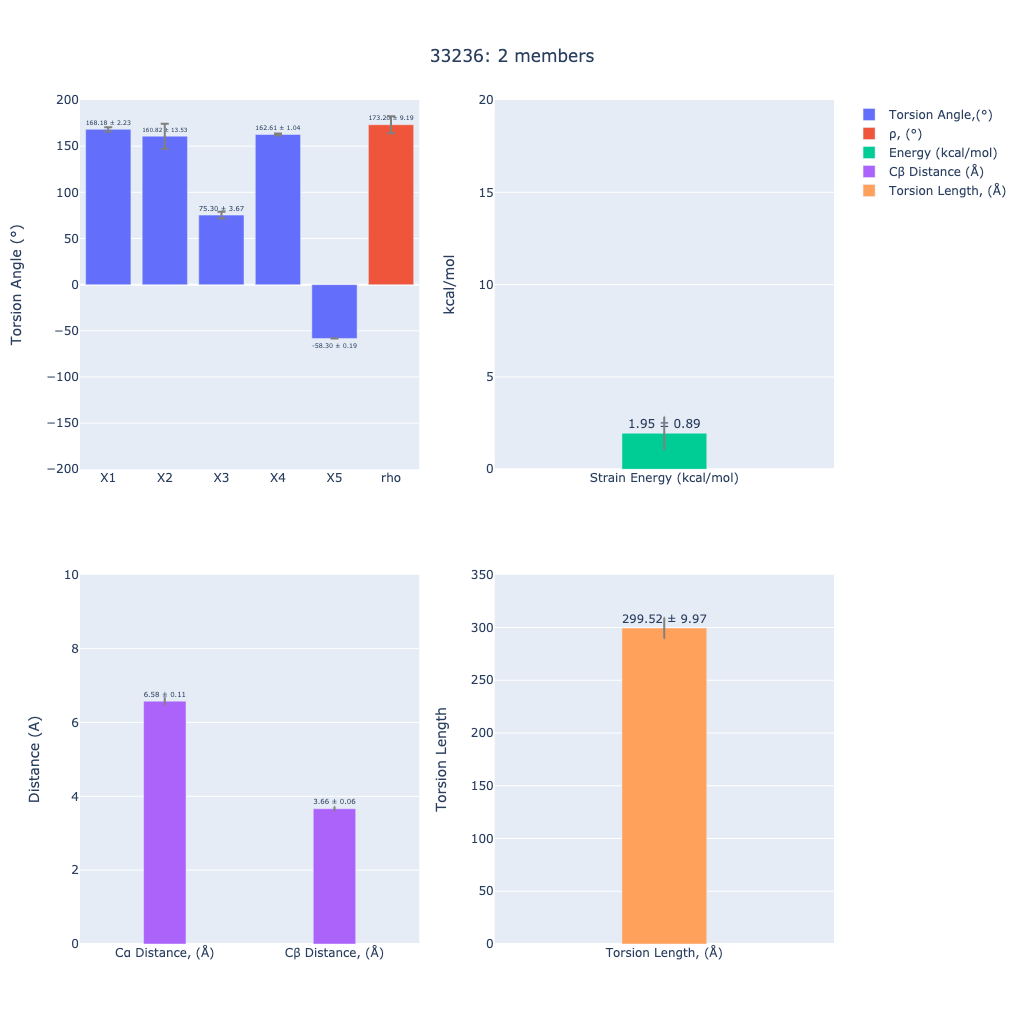 33236: 2 members
Torsion Angle (°)
200
150
100
50
0
−50
−100
−150
−200
168.18 ± 2.23
160.82 ± 13.53
75.30 ± 3.67
162.61 ± 1.04
-58.30 ± 0.19
± 9.19
X1
X2
X3
X4
X5
rho
kcal/mol
20
15
10
5
0
1.95 ± 0.89
Strain Energy (kcal/mol)
Torsion Angle,(°)
ρ, (°)
Energy (kcal/mol)
Cβ Distance (Å)
Torsion Length, (Å)
Distance (A)
10
8
6
4
2
0
6.58 ± 0.11
3.66 ± 0.06
Cα Distance, (Å)
Cβ Distance, (Å)
Torsion Length
350
300
250
200
150
100
50
0
299.52 ± 9.97
Torsion Length, (Å)